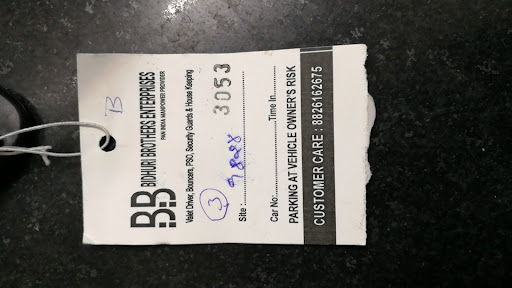 B
BB
BIDHURI BROTHERS ENTERPRISES
PAN INDIA MANPOWER PROVIDER
Valet Driver, Bouncers, PSO, Security Guards & House Keeping
3 3053
Site :
Car No: Time In
PARKING AT VEHICLE OWNER'S RISK
CUSTOMER CARE : 8826162675